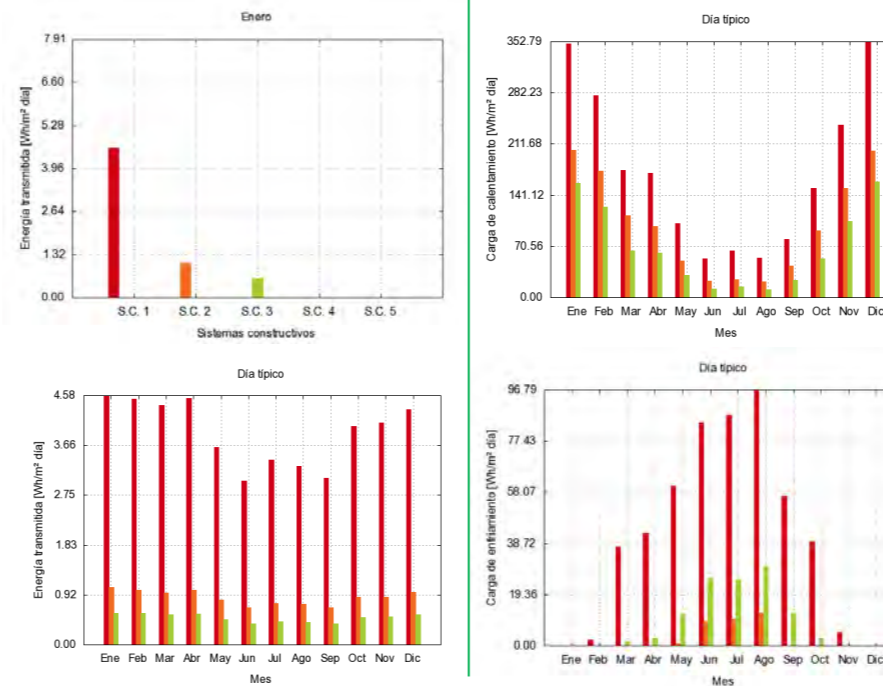 Enero
Energía transmitida [Wh/m² día]
7.91
6.60
5.28
3.96
2.64
1.32
0.00
S.C. 1 S.C. 2 S.C. 3 S.C. 4 S.C. 5
Sistemas constructivos
Día típico
Carga de calentamiento [Wh/m² día]
352.79
282.23
211.68
141.12
70.56
0.00
Ene Feb Mar Abr May Jun Jul Ago Sep Oct Nov Dic
Mes
Día típico
Energía transmitida [Wh/m² día]
4.58
3.66
2.75
1.83
0.92
0.00
Ene Feb Mar Abr May Jun Jul Ago Sep Oct Nov Dic
Mes
Día típico
Carga de enfriamiento [Wh/m² día]
96.79
77.43
58.07
38.72
19.36
0.00
Ene Feb Mar Abr May Jun Jul Ago Sep Oct Nov Dic
Mes